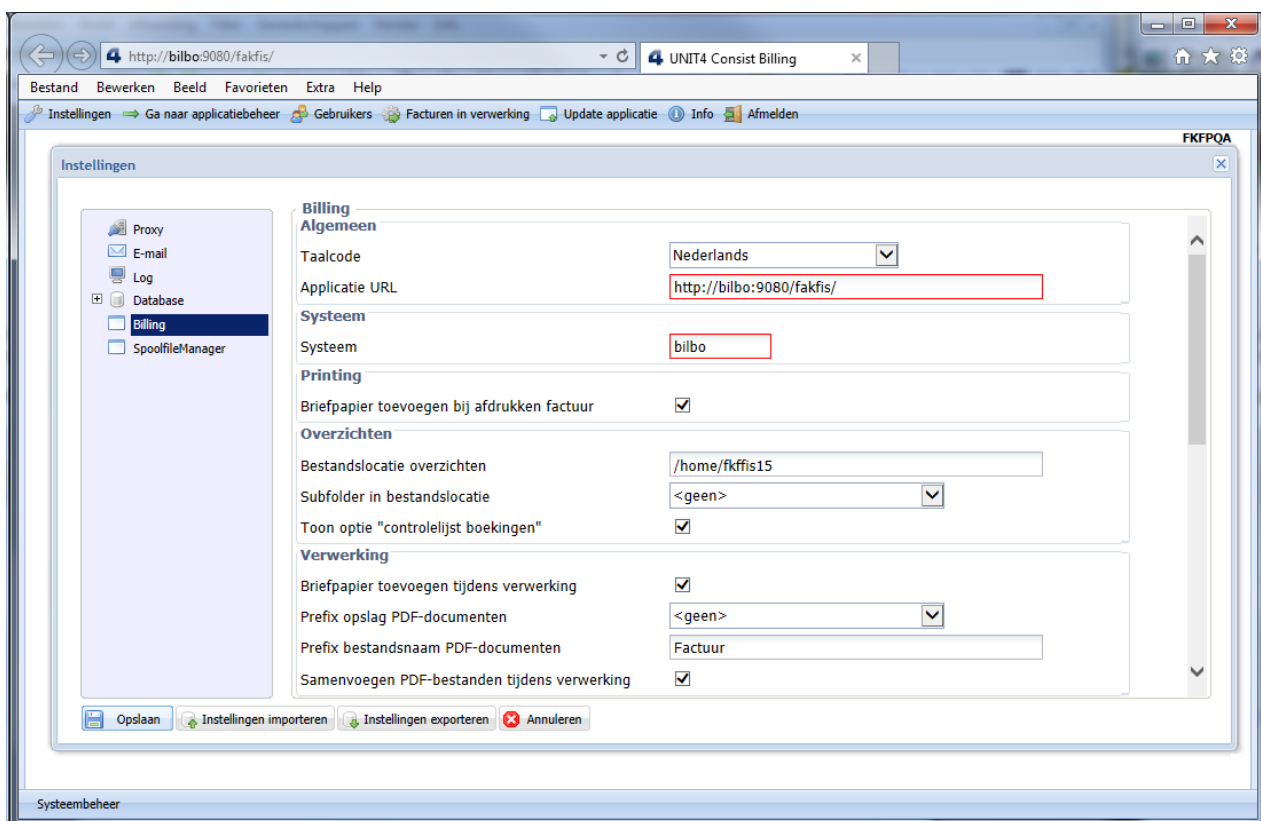 http://bilbo:9080/fakfis/
UNIT4 Consist Billing
Bestand Bewerken Beeld Favorieten Extra Help
Instellingen Ga naar applicatiebeheer Gebruikers Facturen in verwerking Update applicatie Info Afmelden
FKFPQA
Instellingen
Proxy
E-mail
Log
Database
Billing
SpoolfileManager
Billing
Algemeen
Taalcode Nederlands
Applicatie URL http://bilbo:9080/fakfis/
Systeem
Systeem bilbo
Printing
Briefpapier toevoegen bij afdrukken factuur
Overzichten
Bestandslocatie overzichten /home/fkffis15
Subfolder in bestandslocatie <geen>
Toon optie "controlelijst boekingen"
Verwerking
Briefpapier toevoegen tijdens verwerking
Prefix opslag PDF-documenten <geen>
Prefix bestandsnaam PDF-documenten Factuur
Samenvoegen PDF-bestanden tijdens verwerking
Opslaan Instellingen importeren Instellingen exporteren Annuleren
Systeembeheer